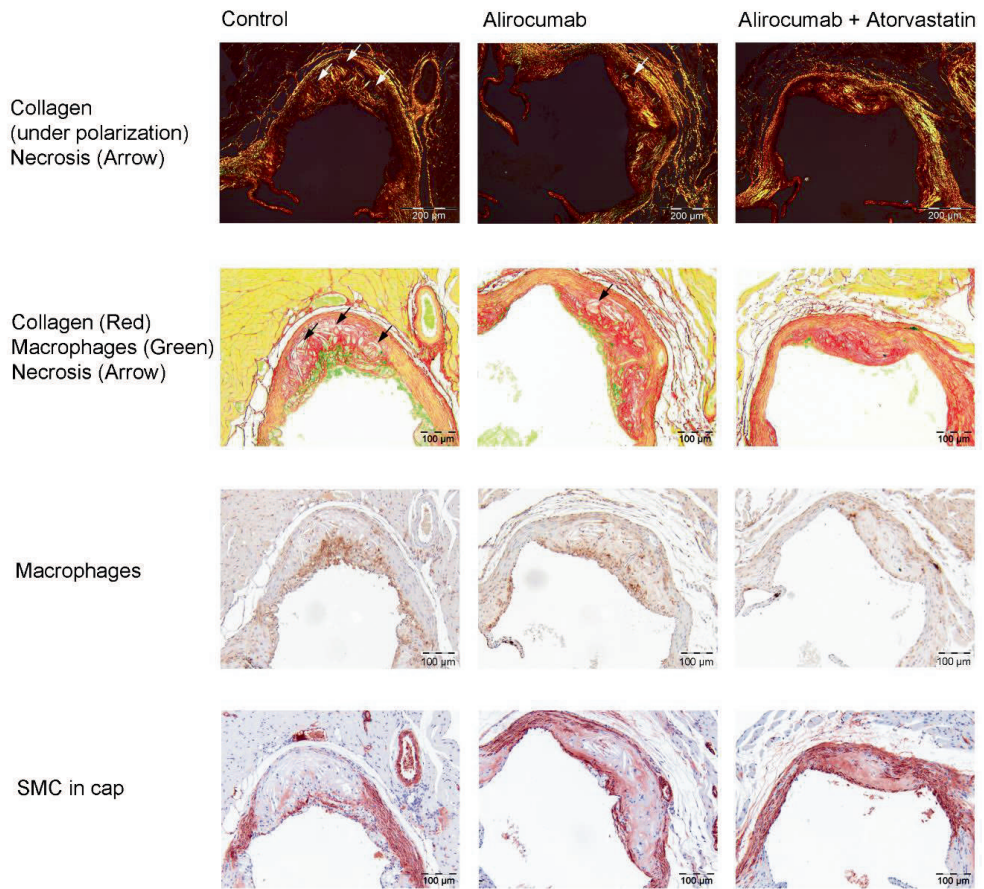 Control Alirocumab Alirocumab + Atorvastatin
Collagen
(under polarization)
Necrosis (Arrow)
200 µm 200 µm 200 µm
Collagen (Red)
Macrophages (Green)
Necrosis (Arrow)
100 µm 100 µm 100 µm
Macrophages
100 µm 100 µm 100 µm
SMC in cap
100 µm 100 µm 100 µm